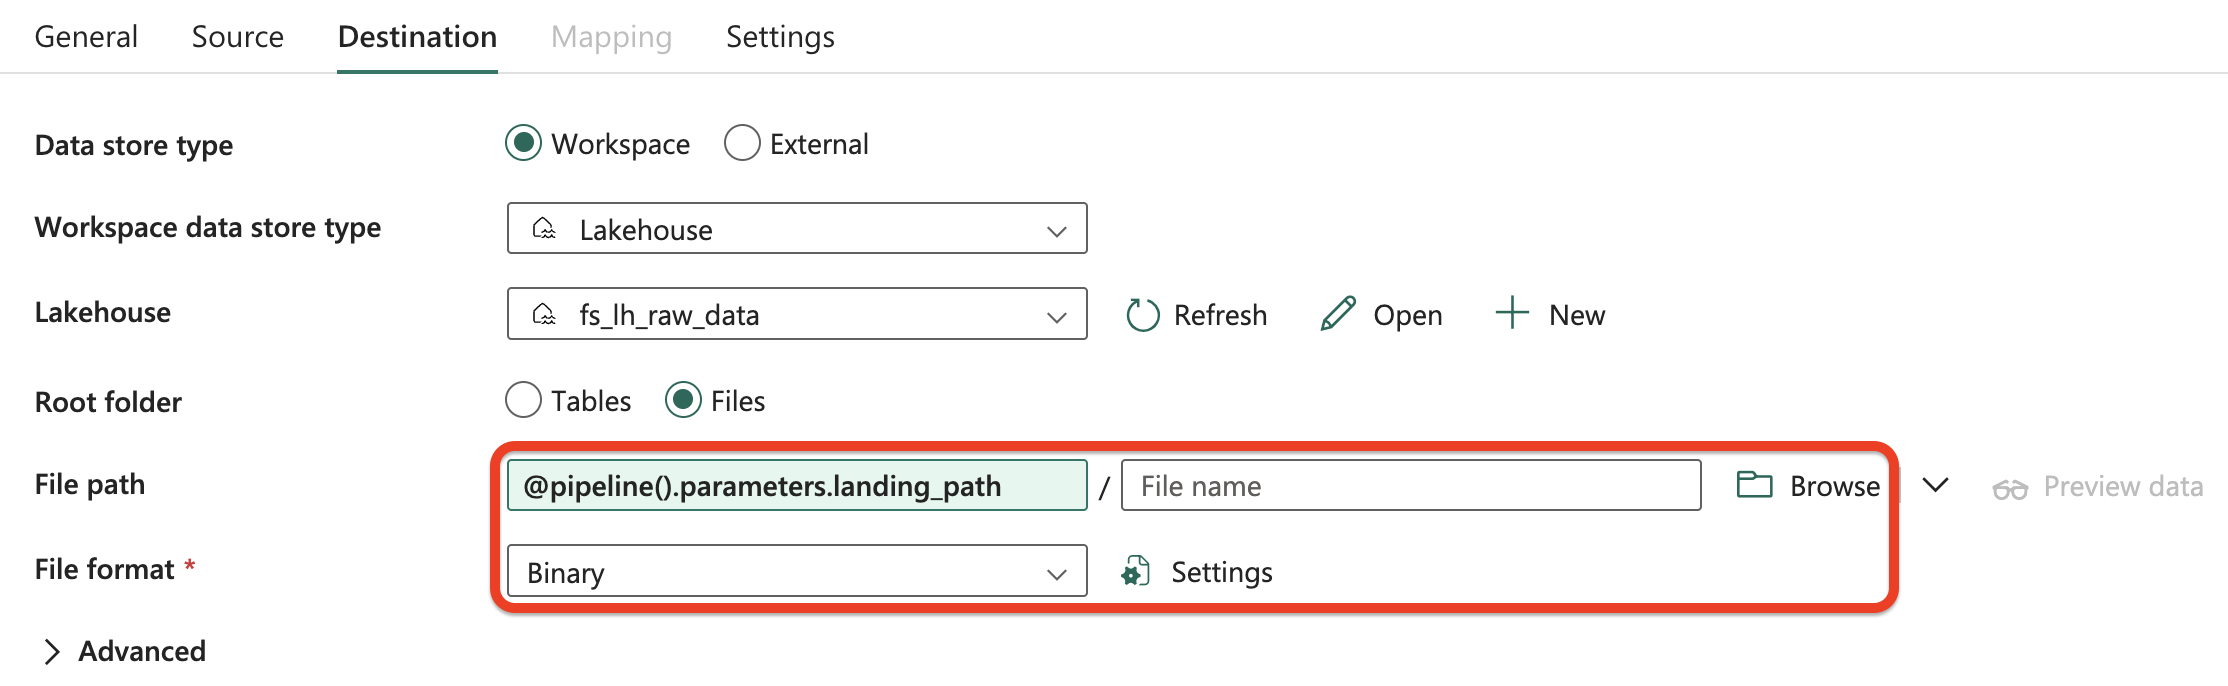 General Source Destination Mapping Settings
Data store type Workspace External
Workspace data store type Lakehouse
Lakehouse fs_lh_raw_data Refresh Open New
Root folder Tables Files
File path @pipeline().parameters.landing_path / File name Browse Preview data
File format * Binary Settings
Advanced